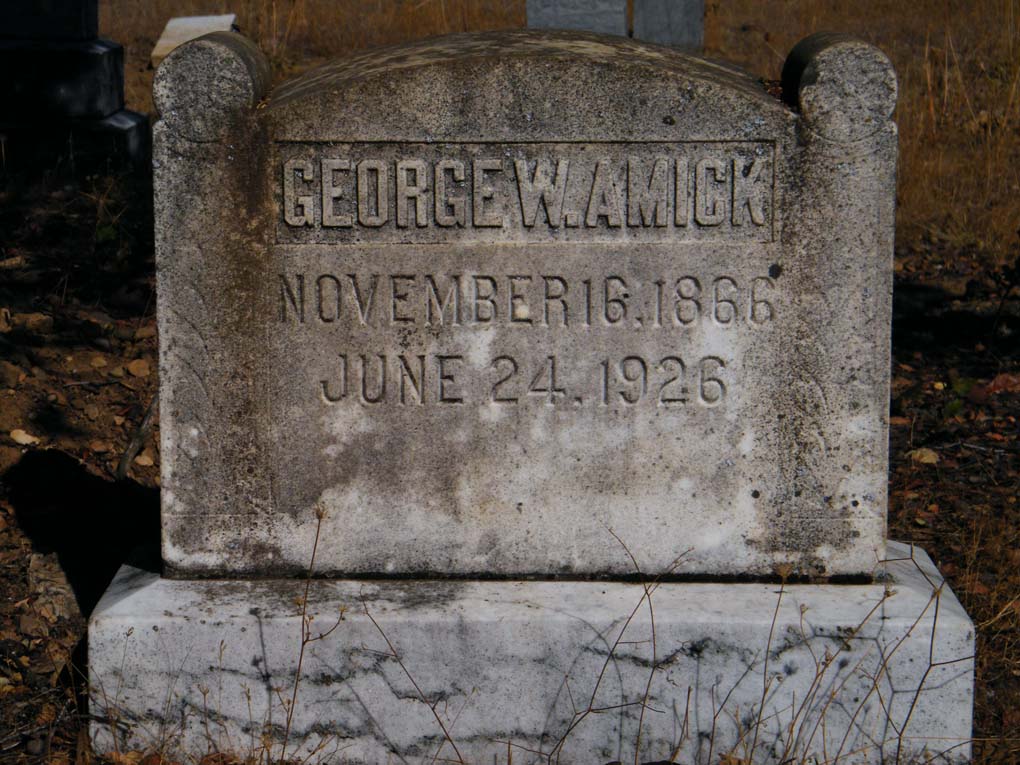 GEORGE W. AMICK
NOVEMBER 16, 1866
JUNE 24, 1926